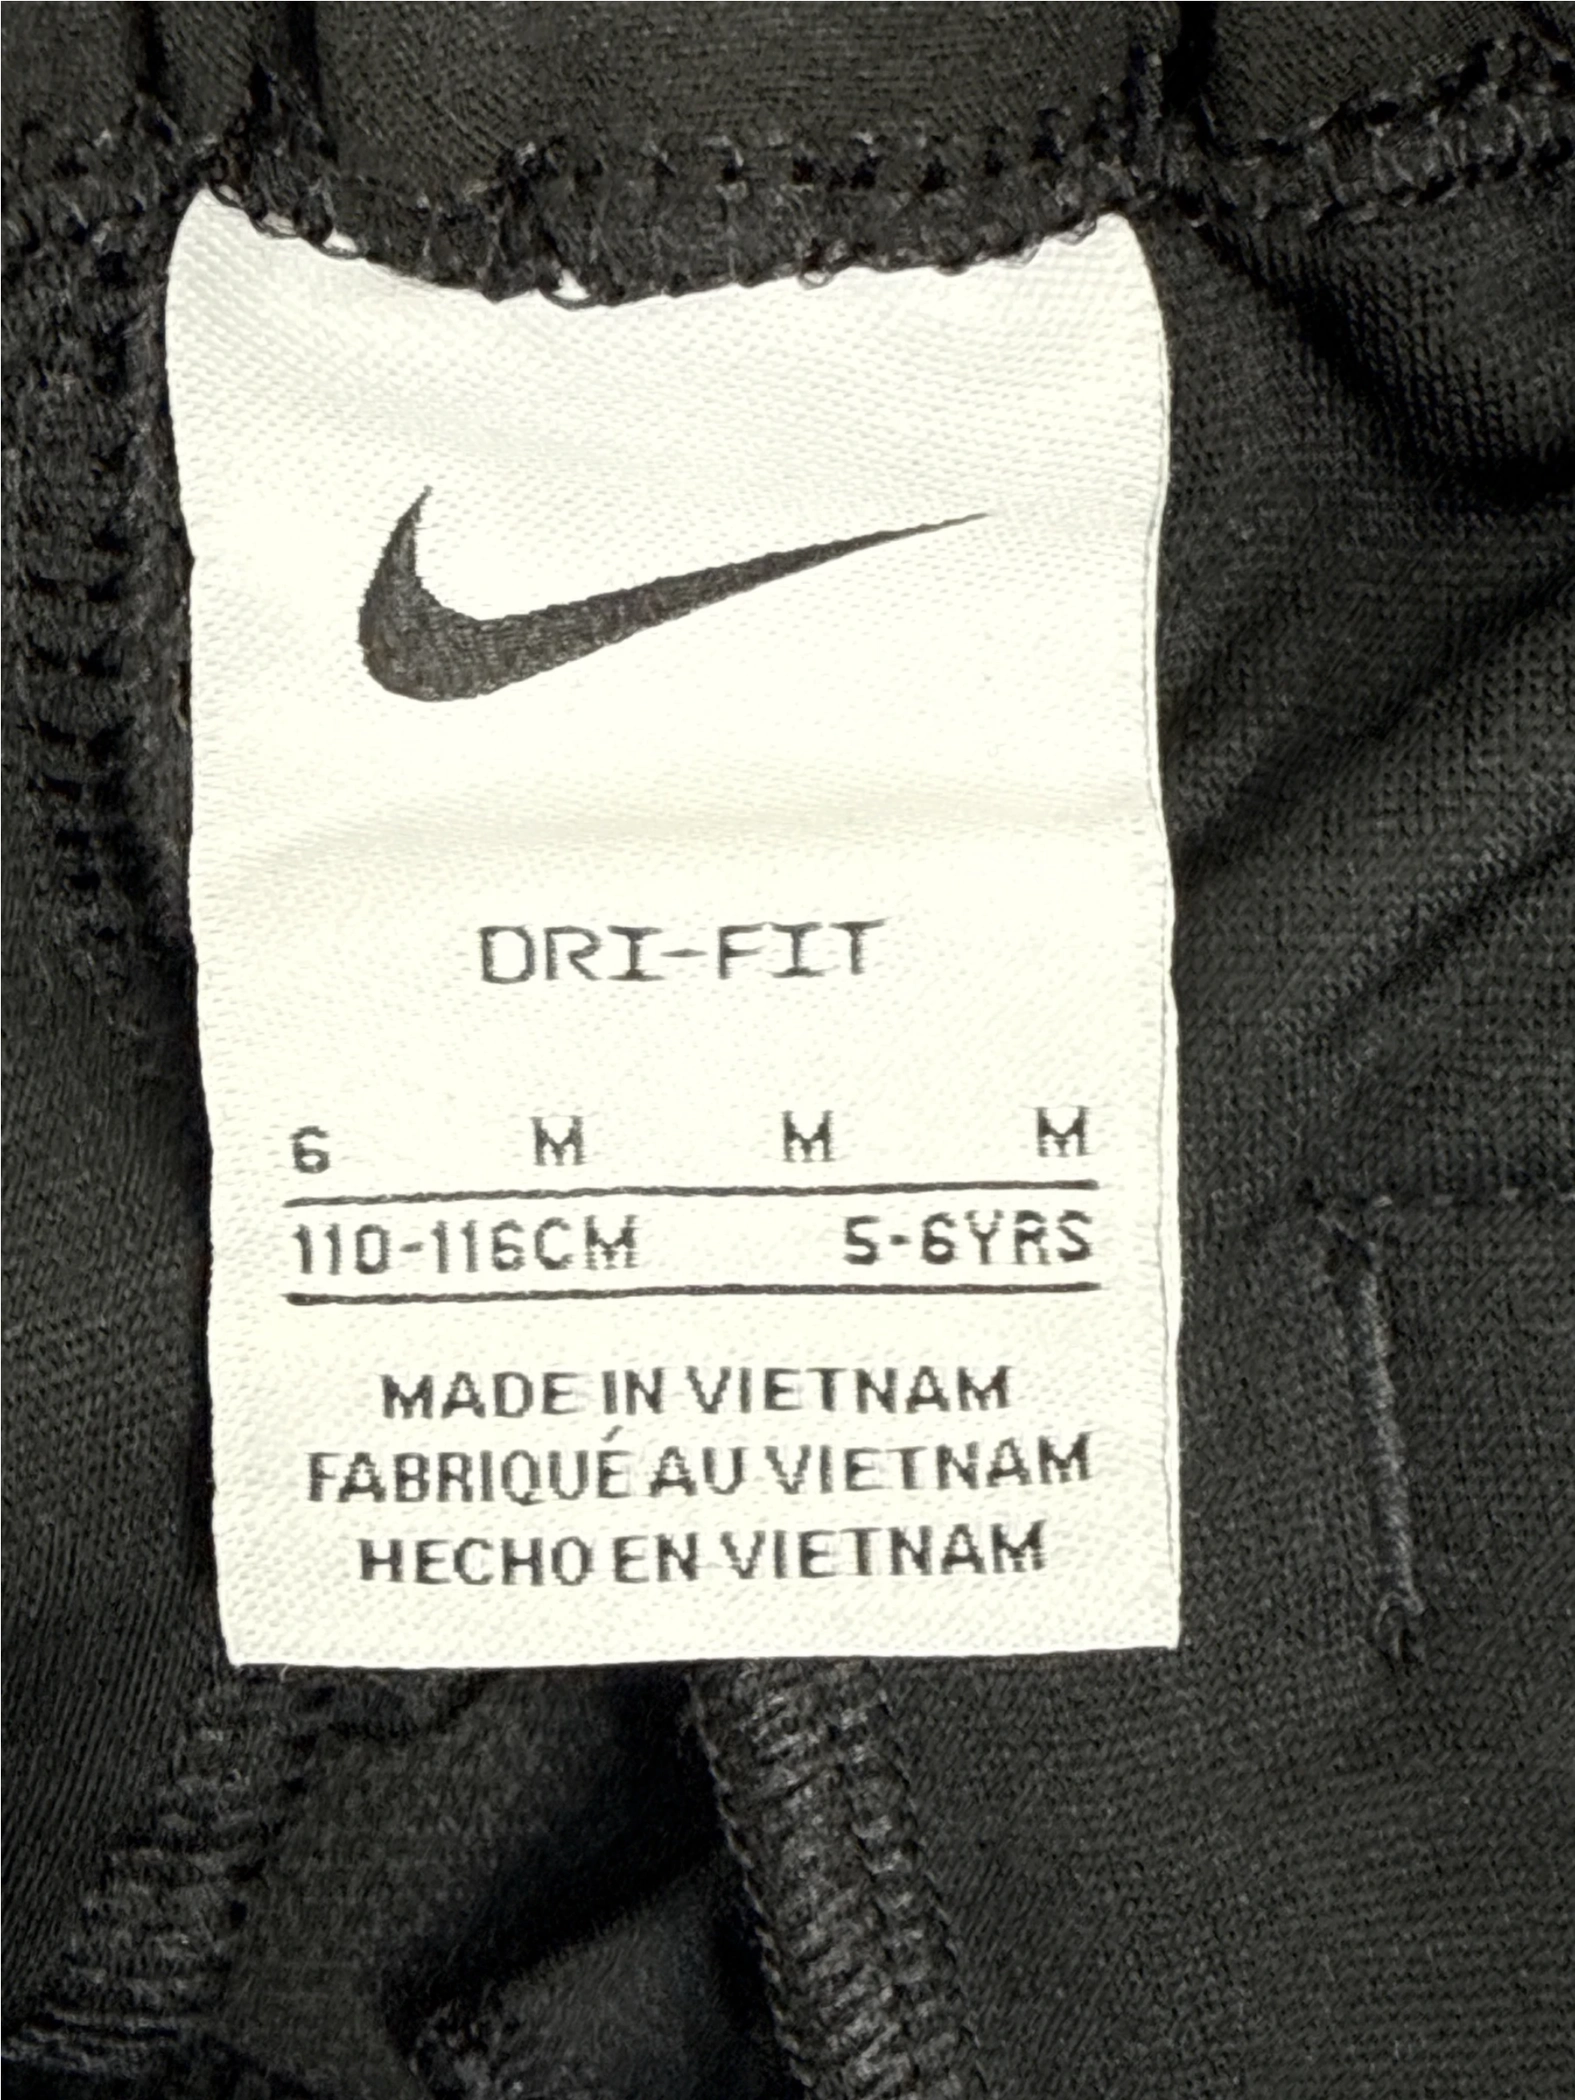 DRI-FIT
6 M M M
110-116CM 5-6YRS
MADE IN VIETNAM
FABRIQUÉ AU VIETNAM
HECHO EN VIETNAM